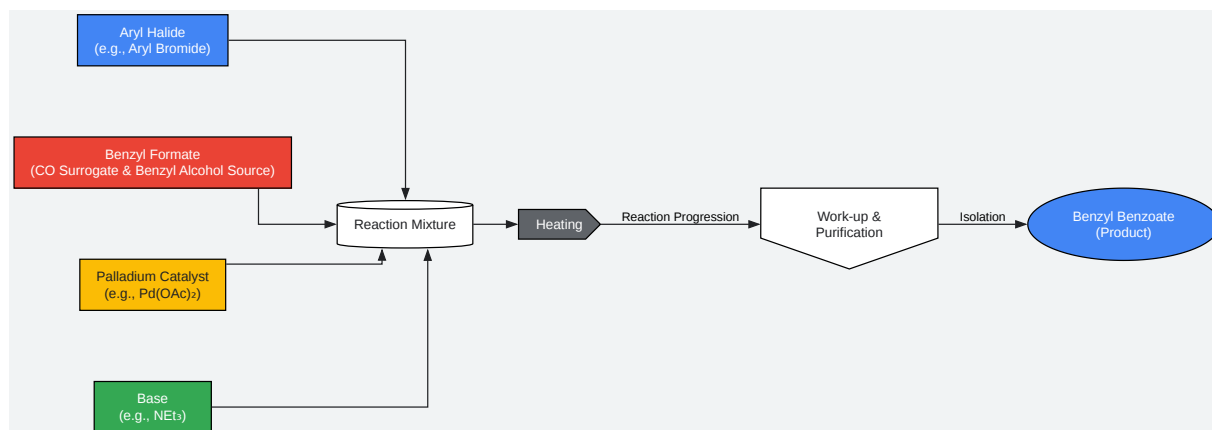 Aryl Halide
(e.g., Aryl Bromide)
Benzyl Formate
(CO Surrogate & Benzyl Alcohol Source)
Reaction Mixture
Heating
Reaction Progression
Work-up &
Purification
Isolation
Benzyl Benzoate
(Product)
Palladium Catalyst
(e.g., Pd(OAc)₂)
Base
(e.g., NEt₃)